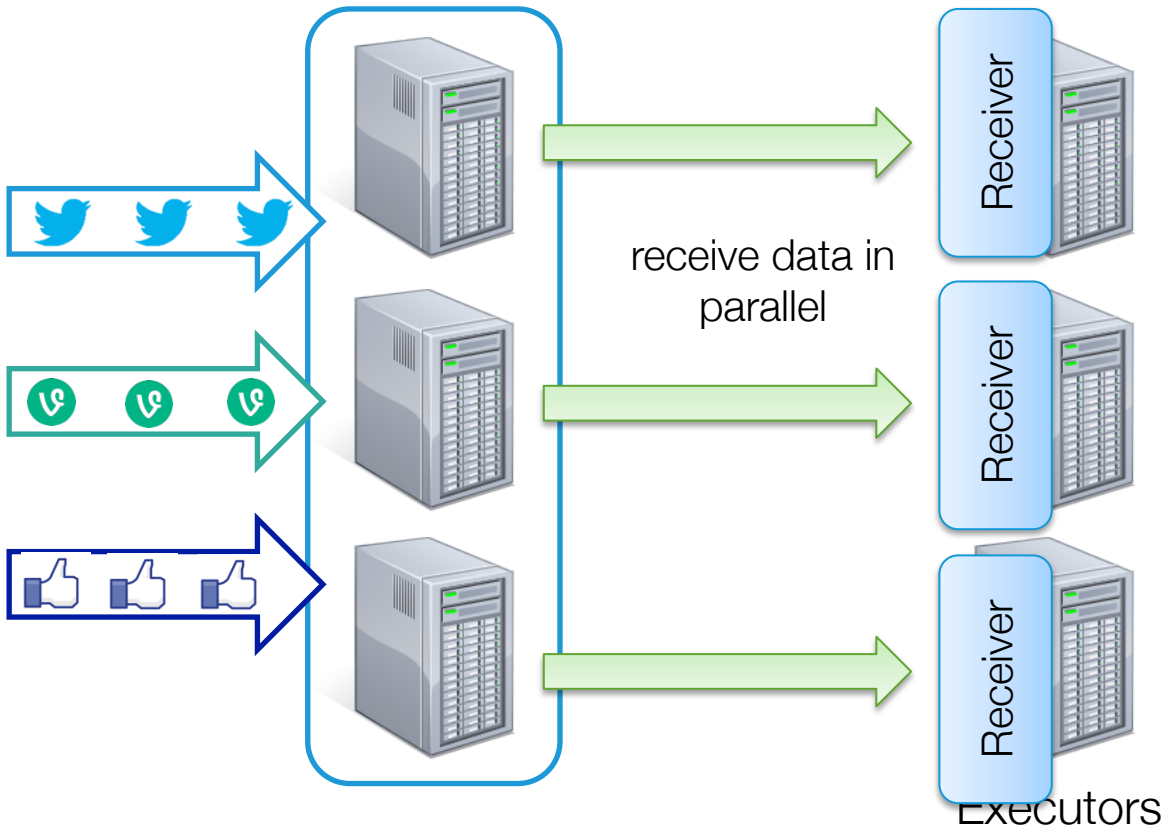 Receiver
receive data in
parallel
Receiver
Receiver
Executors